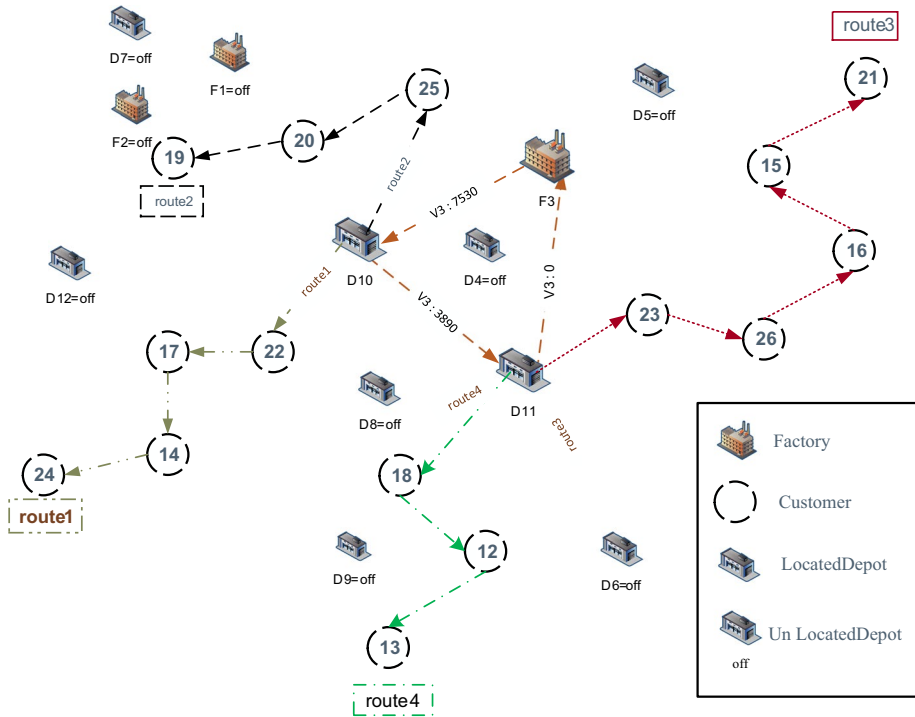 route3
D7=off
F1=off
25
21
D5=off
F2=off
20
19
15
route2
V3 : 7530
F3
route2
D10
D4=off
16
D12=off
route1
V3 : 0
V3 : 3890
23
26
17
22
D11
D8=off
route4
route3
Factory
14
24
18
Customer
route1
12
D9=off
D6=off
LocatedDepot
Un LocatedDepot
13
off
route4